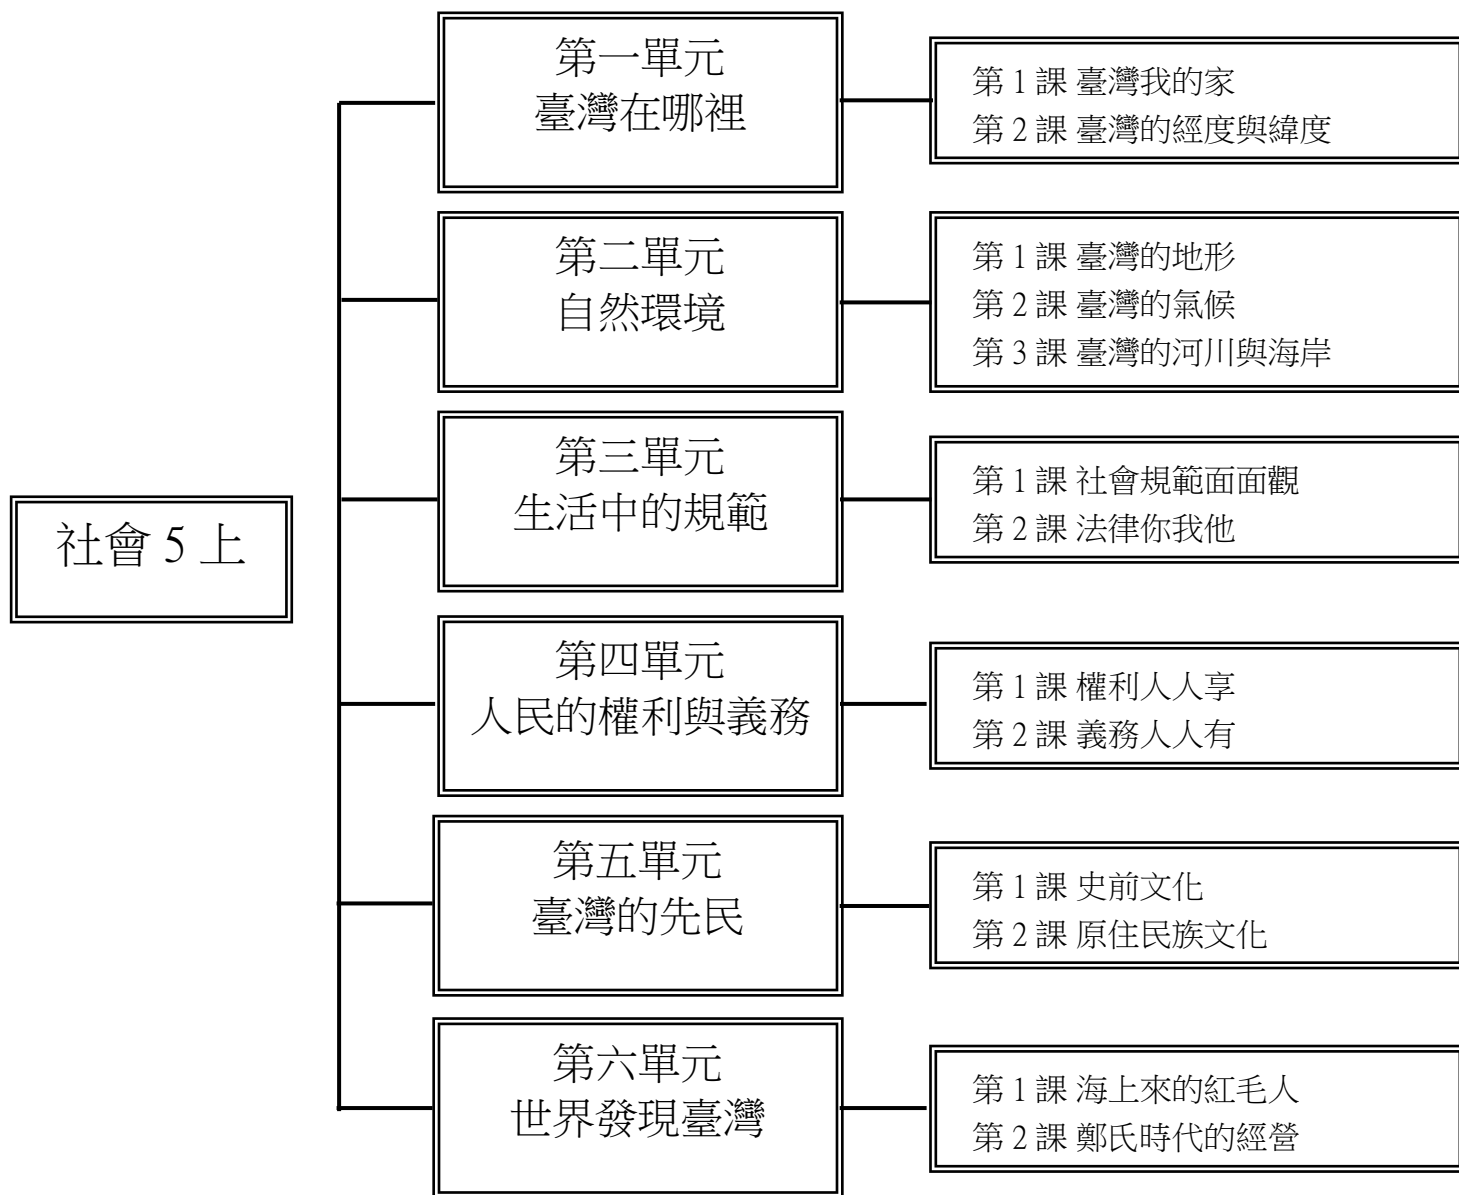 社會 5 上
第一單元
臺灣在哪裡
第 1 課 臺灣我的家
第 2 課 臺灣的經度與緯度
第二單元
自然環境
第 1 課 臺灣的地形
第 2 課 臺灣的氣候
第 3 課 臺灣的河川與海岸
第三單元
生活中的規範
第 1 課 社會規範面面觀
第 2 課 法律你我他
第四單元
人民的權利與義務
第 1 課 權利人人享
第 2 課 義務人人有
第五單元
臺灣的先民
第 1 課 史前文化
第 2 課 原住民族文化
第六單元
世界發現臺灣
第 1 課 海上來的紅毛人
第 2 課 鄭氏時代的經營